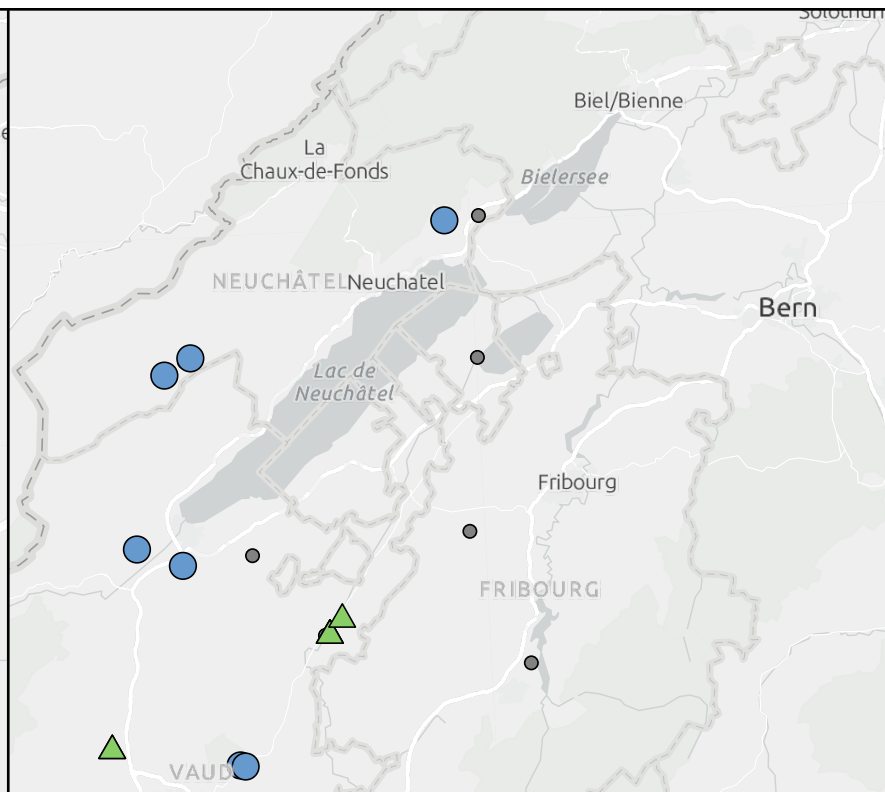 Solothurn
Biel/Bienne
La
Chaux-de-Fonds
Bielersee
NEUCHÂTEL
Neuchatel
Bern
Lac de
Neuchâtel
Fribourg
FRIBOURG
VAUD